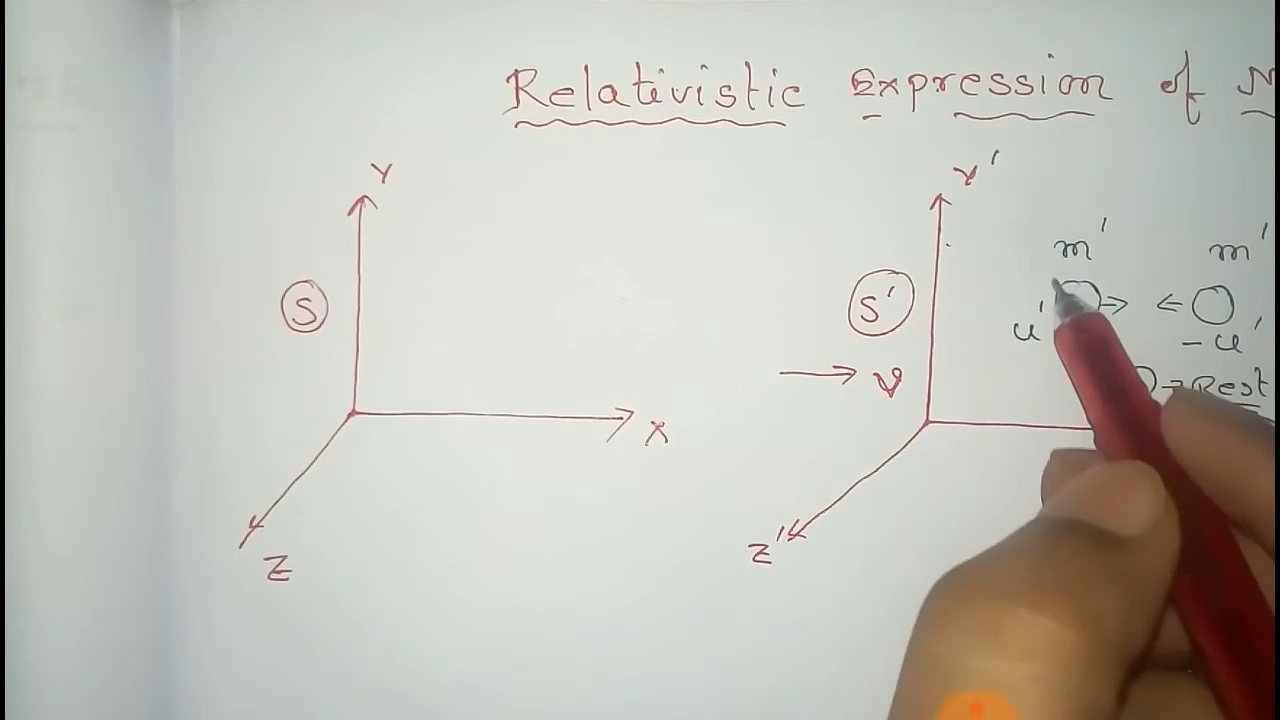 Relativistic Expression of
Y
Y'
m'
m'
S
S'
u'
- u'
→ v
→ Rest
X
Z
Z'